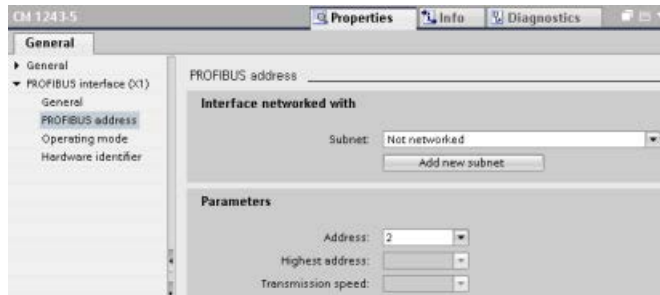 CM 1243-5
Properties
Info
Diagnostics
General
General
PROFIBUS interface (X1)
General
PROFIBUS address
Operating mode
Hardware identifier
PROFIBUS address
Interface networked with
Subnet: Not networked
Add new subnet
Parameters
Address: 2
Highest address:
Transmission speed: